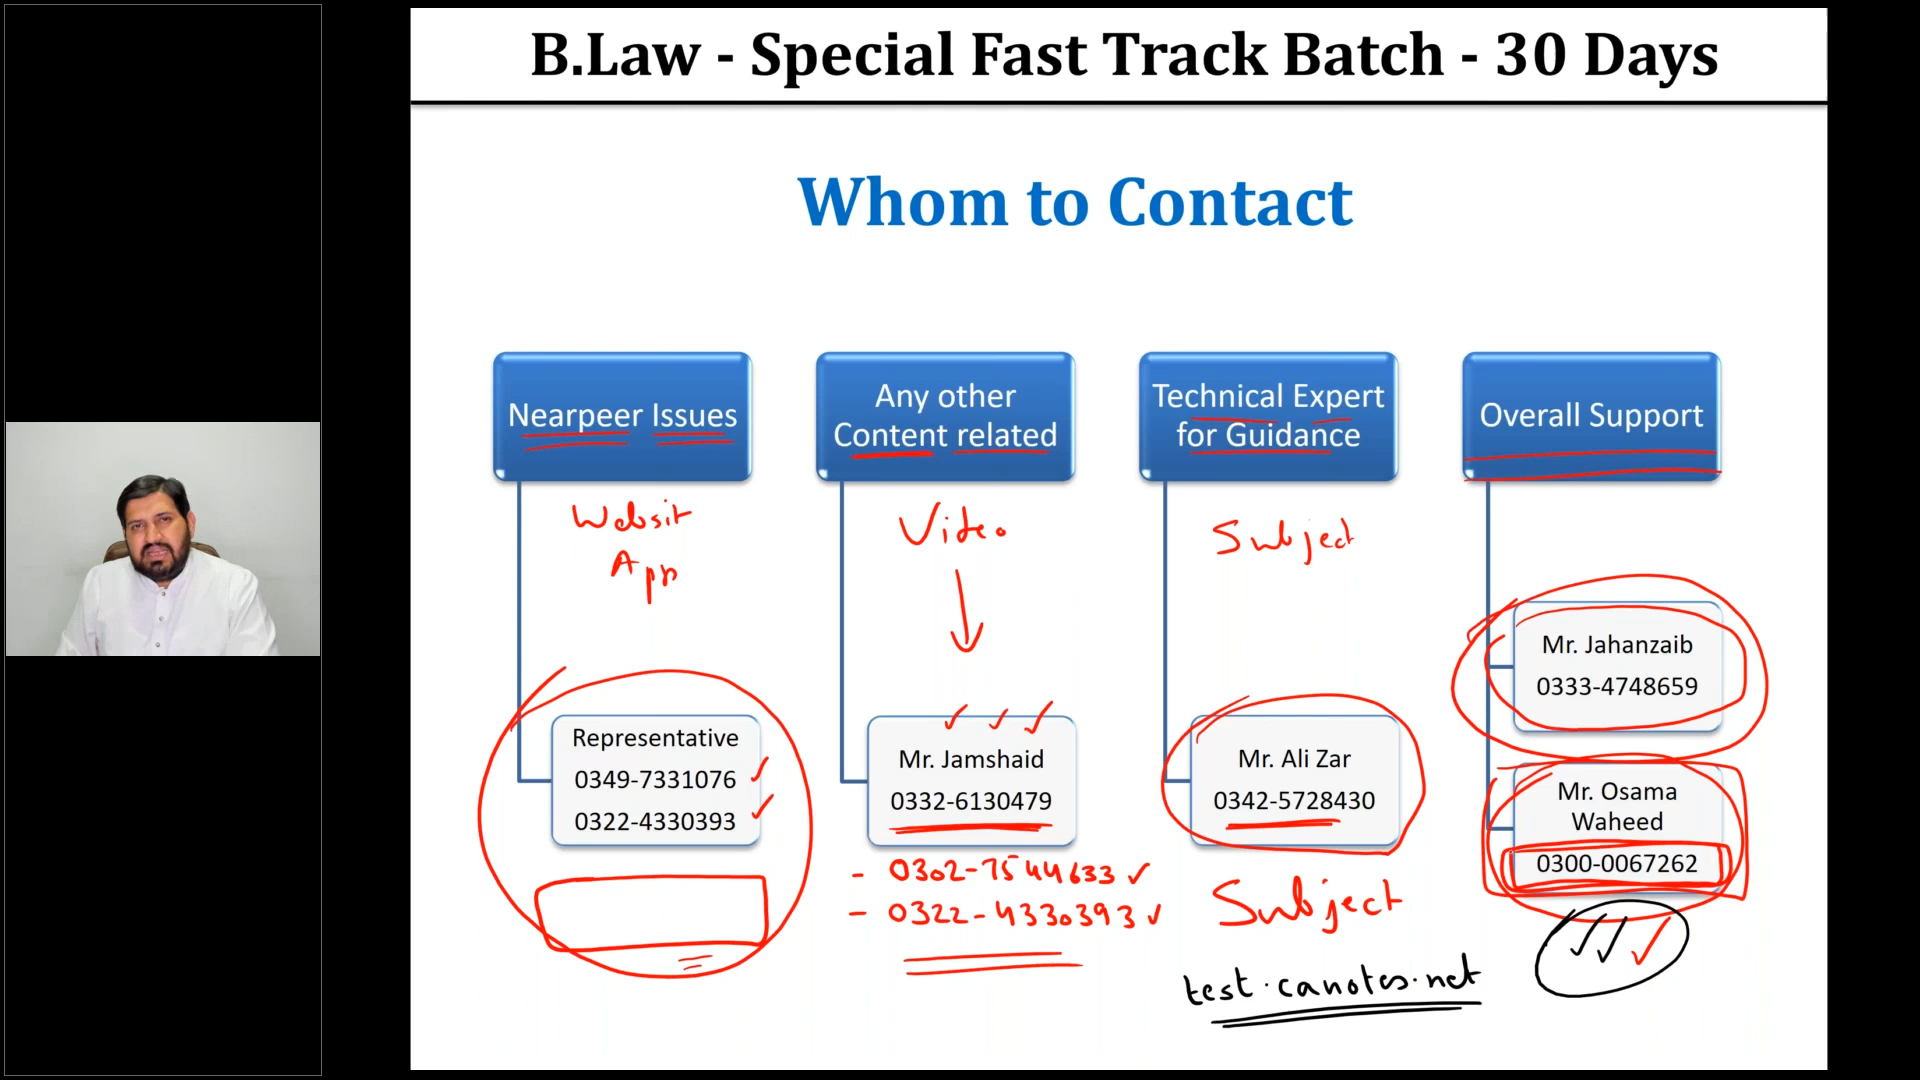 B.Law - Special Fast Track Batch - 30 Days
Whom to Contact
Nearpeer Issues
Websit
App
Representative
0349-7331076
0322-4330393
Any other
Content related
Video
Mr. Jamshaid
0332-6130479
- 0302-7544633
- 0322-4330393
Technical Expert
for Guidance
Subject
Mr. Ali Zar
0342-5728430
Subject
test.canotes.net
Overall Support
Mr. Jahanzaib
0333-4748659
Mr. Osama
Waheed
0300-0067262